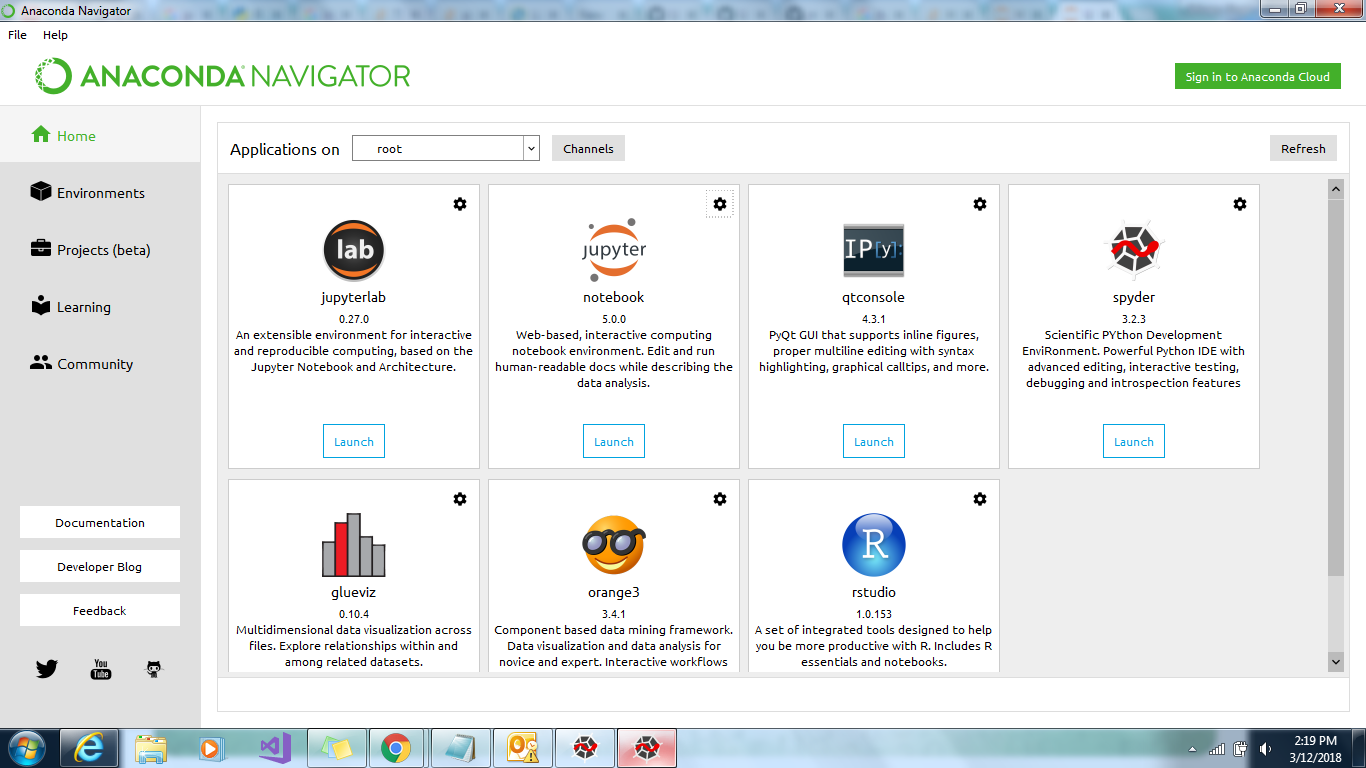 Anaconda Navigator
File Help
ANACONDA NAVIGATOR
Sign in to Anaconda Cloud
Home
Environments
Projects (beta)
Learning
Community
Documentation
Developer Blog
Feedback
You
Tube
Applications on root Channels Refresh
lab
jupyterlab
0.27.0
An extensible environment for interactive
and reproducible computing, based on the
Jupyter Notebook and Architecture.
Launch
jupyter
notebook
5.0.0
Web-based, interactive computing
notebook environment. Edit and run
human-readable docs while describing the
data analysis.
Launch
IP[y]:
qtconsole
4.3.1
PyQt GUI that supports inline figures,
proper multiline editing with syntax
highlighting, graphical calltips, and more.
Launch
spyder
3.2.3
Scientific PYthon Development
EnviRonment. Powerful Python IDE with
advanced editing, interactive testing,
debugging and introspection features
Launch
glueviz
0.10.4
Multidimensional data visualization across
files. Explore relationships within and
among related datasets.
orange3
3.4.1
Component based data mining framework.
Data visualization and data analysis for
novice and expert. Interactive workflows
R
rstudio
1.0.153
A set of integrated tools designed to help
you be more productive with R. Includes R
essentials and notebooks.
2:19 PM
3/12/2018